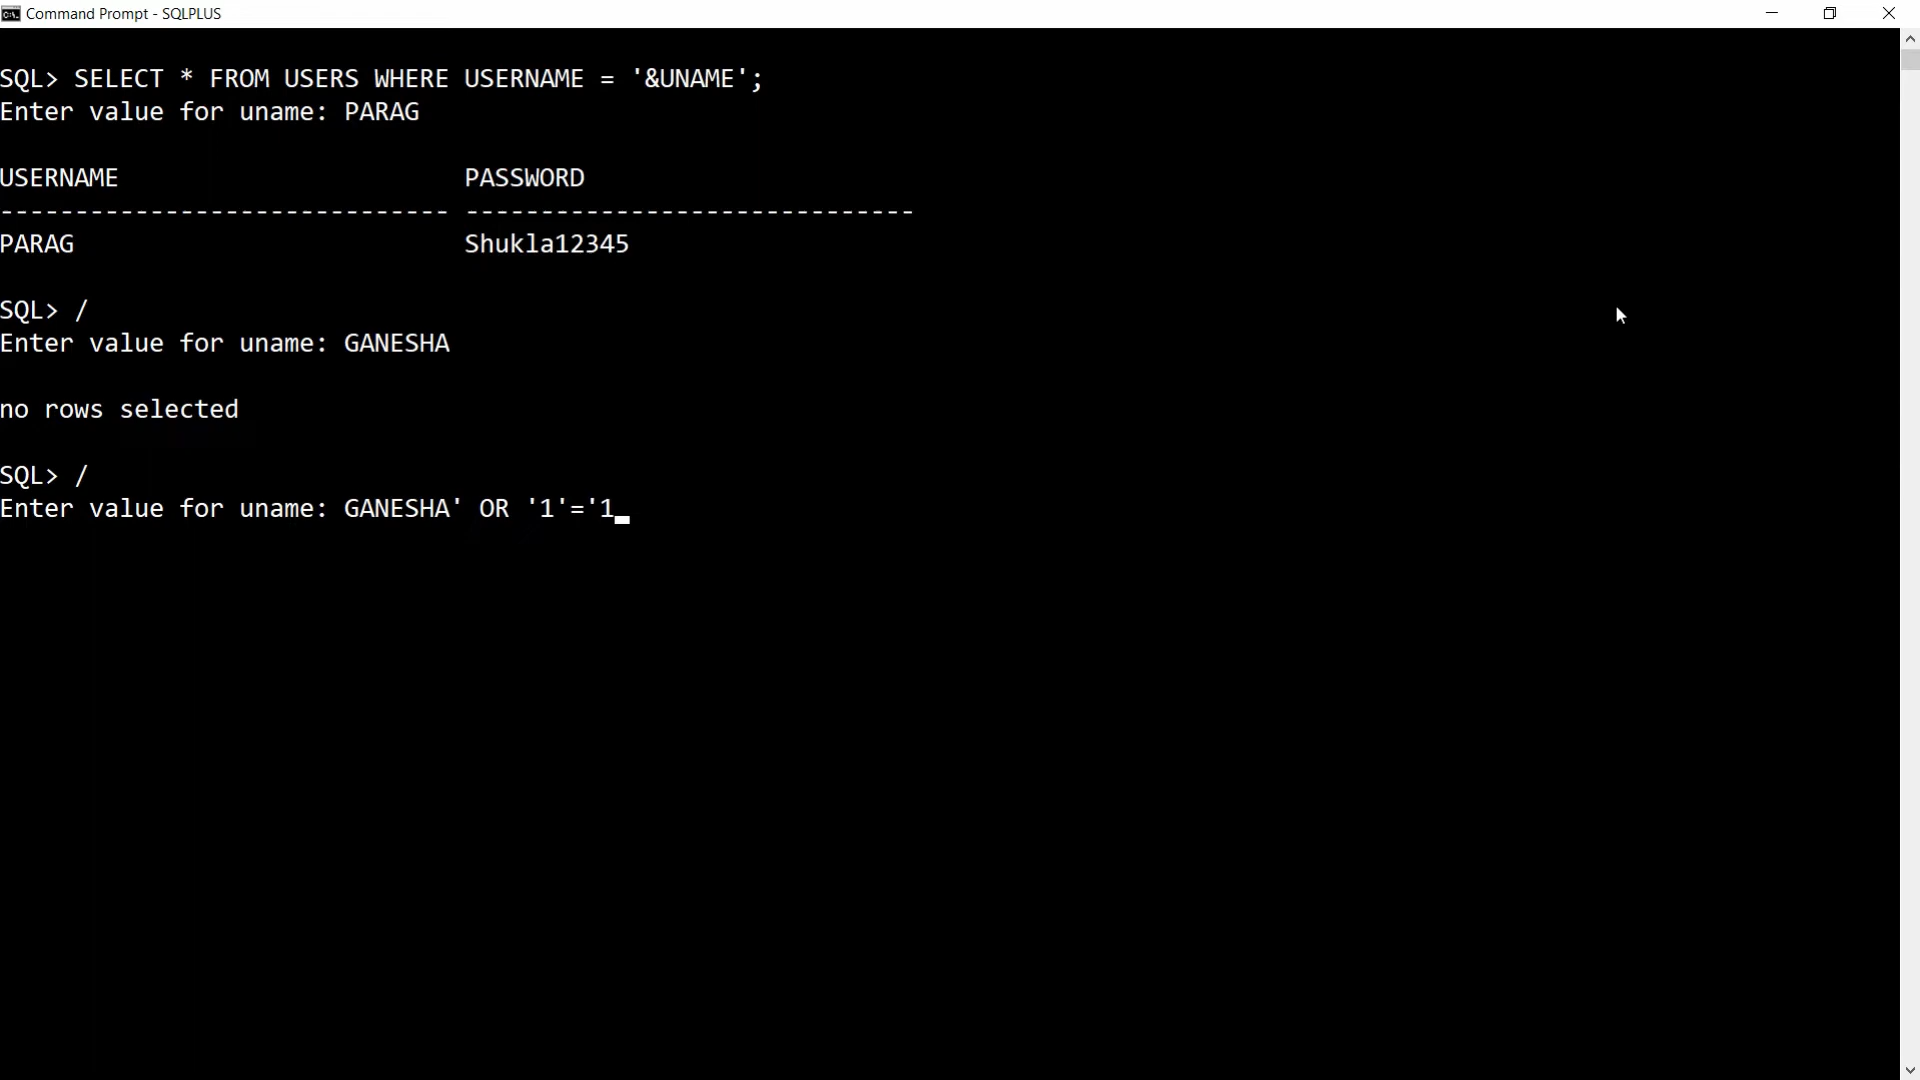 Command Prompt - SQLPLUS
SQL> SELECT * FROM USERS WHERE USERNAME = '&UNAME';
Enter value for uname: PARAG
USERNAME                       PASSWORD
------------------------------ ------------------------------
PARAG                          Shukla12345
SQL> /
Enter value for uname: GANESHA
no rows selected
SQL> /
Enter value for uname: GANESHA' OR '1'='1